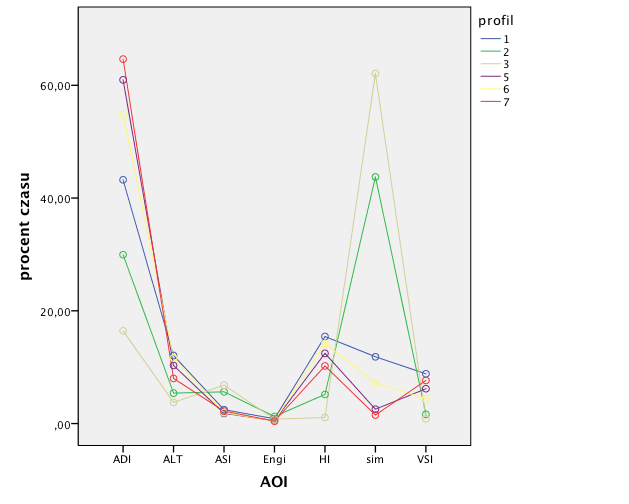 profil
1
2
3
5
6
7
procent czasu
60,00
40,00
20,00
,00
ADI ALT ASI Engi HI sim VSI
AOI